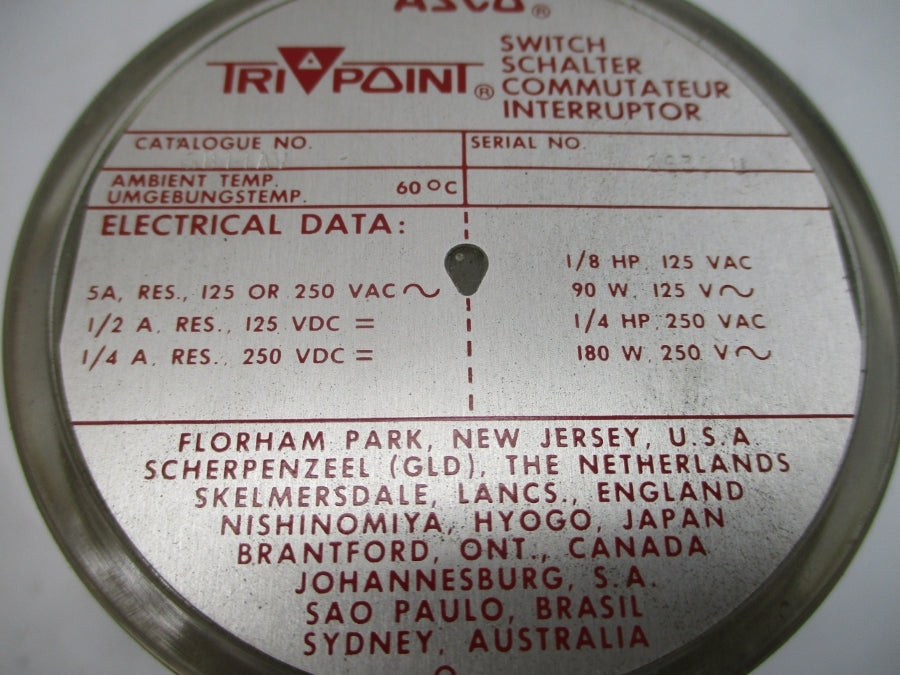 ASCO ®
TRI POINT ®
SWITCH
SCHALTER
COMMUTATEUR
INTERRUPTOR
CATALOGUE NO.
SERIAL NO.
AMBIENT TEMP.
UMGEBUNGSTEMP. 60°C
ELECTRICAL DATA:
5A, RES., 125 OR 250 VAC ~
1/2 A. RES., 125 VDC =
1/4 A. RES., 250 VDC =
1/8 HP. 125 VAC
90 W. 125 V ~
1/4 HP. 250 VAC
180 W. 250 V ~
FLORHAM PARK, NEW JERSEY, U.S.A
SCHERPENZEEL (GLD), THE NETHERLANDS
SKELMERSDALE, LANCS., ENGLAND
NISHINOMIYA HYOGO, JAPAN
BRANTFORD, ONT., CANADA
JOHANNESBURG, S.A.
SAO PAULO, BRASIL
SYDNEY, AUSTRALIA